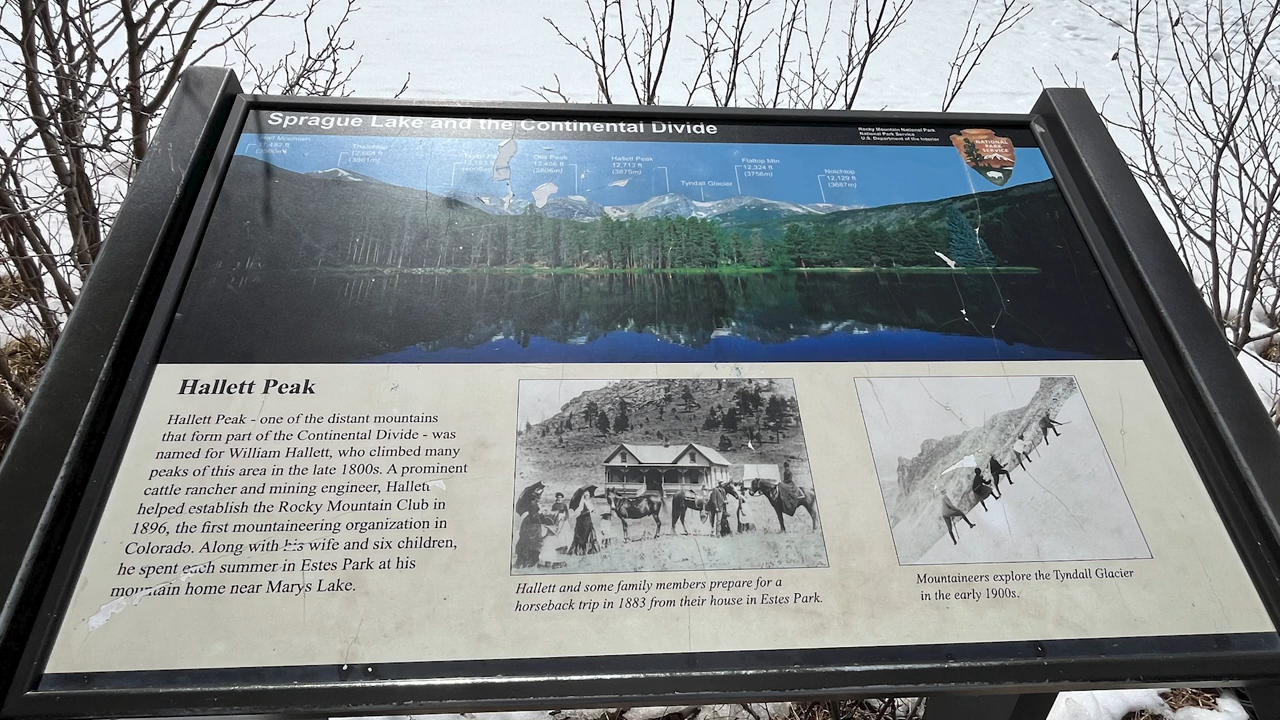 Sprague Lake and the Continental Divide
Rocky Mountain National Park
National Park Service
U.S. Department of the Interior
NATIONAL
PARK
SERVICE
Otis Peak
12,486 ft
(3806m)
Hallett Peak
12,713 ft
(3875m)
Tyndall Glacier
Flattop Mtn
12,324 ft
(3756m)
Notchtop
12,129 ft
(3697m)
Hallett Peak
Hallett Peak - one of the distant mountains
that form part of the Continental Divide - was
named for William Hallett, who climbed many
peaks of this area in the late 1800s. A prominent
cattle rancher and mining engineer, Hallett
helped establish the Rocky Mountain Club in
1896, the first mountaineering organization in
Colorado. Along with his wife and six children,
he spent each summer in Estes Park at his
mountain home near Marys Lake.
Hallett and some family members prepare for a
horseback trip in 1883 from their house in Estes Park.
Mountaineers explore the Tyndall Glacier
in the early 1900s.